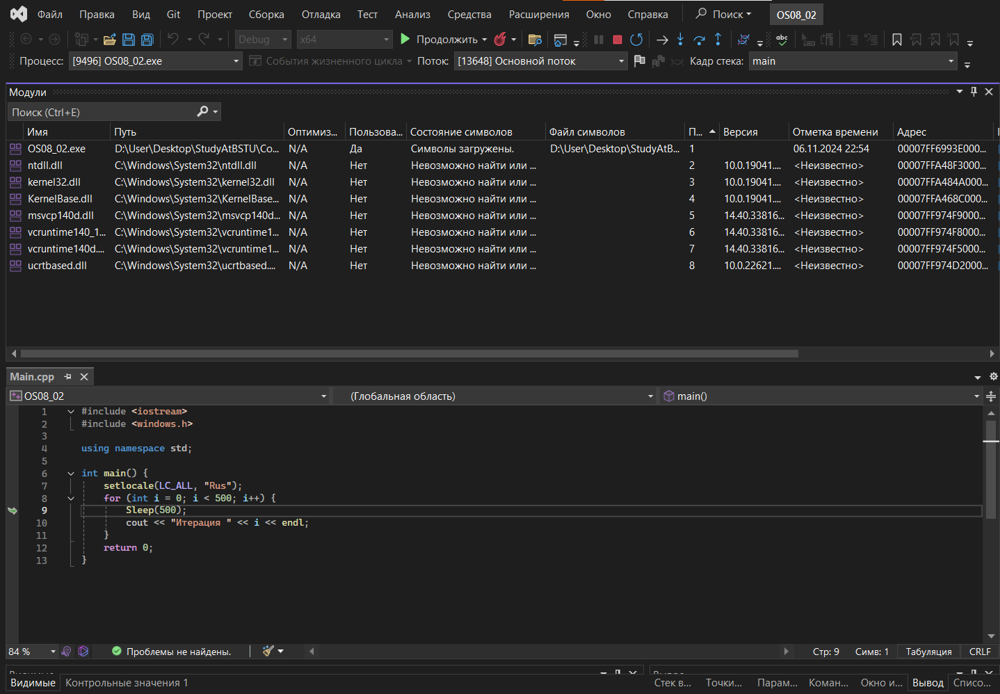 Файл Правка Вид Git Проект Сборка Отладка Тест Анализ Средства Расширения Окно Справка Поиск OS08_02
Debug x64 Продолжить
Процесс: [9496] OS08_02.exe События жизненного цикла Поток: [13648] Основной поток Кадр стека: main
Модули
Поиск (Ctrl+E)
Имя Путь Оптимиз... Пользова... Состояние символов Файл символов П... Версия Отметка времени Адрес
OS08_02.exe D:\User\Desktop\StudyAtBSTU\Co... N/A Да Символы загружены. D:\User\Desktop\StudyAtB... 1 06.11.2024 22:54 00007FF6993E000...
ntdll.dll C:\Windows\System32\ntdll.dll N/A Нет Невозможно найти или ... 2 10.0.19041.... <Неизвестно> 00007FFA48F3000...
kernel32.dll C:\Windows\System32\kernel32.dll N/A Нет Невозможно найти или ... 3 10.0.19041.... <Неизвестно> 00007FFA484A000...
KernelBase.dll C:\Windows\System32\KernelBase... N/A Нет Невозможно найти или ... 4 10.0.19041.... <Неизвестно> 00007FFA468C000...
msvcp140d.dll C:\Windows\System32\msvcp140d... N/A Нет Невозможно найти или ... 5 14.40.33816... <Неизвестно> 00007FF974F9000...
vcruntime140_1... C:\Windows\System32\vcruntime1... N/A Нет Невозможно найти или ... 6 14.40.33816... <Неизвестно> 00007FF974F8000...
vcruntime140d.... C:\Windows\System32\vcruntime1... N/A Нет Невозможно найти или ... 7 14.40.33816... <Неизвестно> 00007FF974F5000...
ucrtbased.dll C:\Windows\System32\ucrtbased.... N/A Нет Невозможно найти или ... 8 10.0.22621.... <Неизвестно> 00007FF974D2000...
Main.cpp
OS08_02 (Глобальная область) main()
1 #include <iostream>
2 #include <windows.h>
3
4 using namespace std;
5
6 int main() {
7 setlocale(LC_ALL, "Rus");
8 for (int i = 0; i < 500; i++) {
9 Sleep(500);
10 cout << "Итерация " << i << endl;
11 }
12 return 0;
13 }
84 % Проблемы не найдены. Стр: 9 Симв: 1 Табуляция CRLF
Видимые Вывод
Видимые Контрольные значения 1 Стек в... Точки... Парам... Коман... Окно и... Вывод Списо...